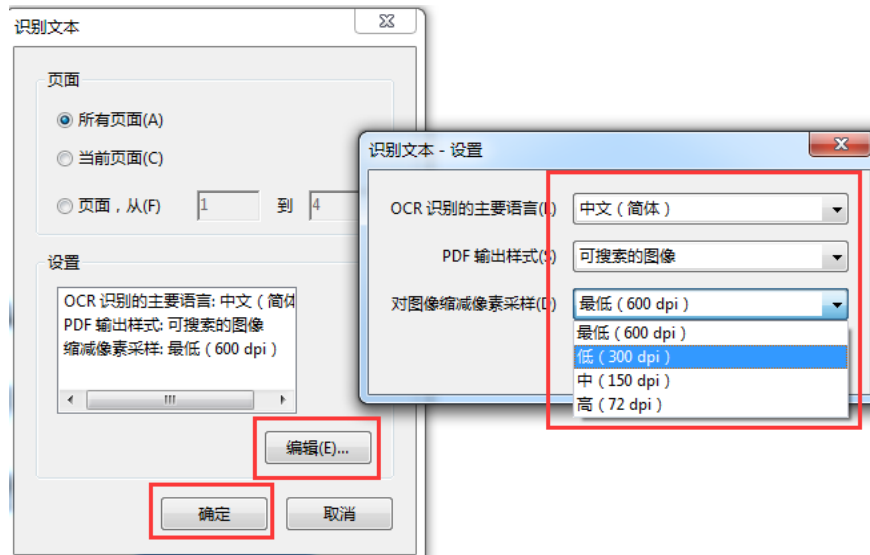 识别文本
页面
所有页面(A)
当前页面(C)
页面，从(F) 1 到 4
设置
OCR 识别的主要语言: 中文（简体
PDF 输出样式: 可搜索的图像
缩减像素采样: 最低（600 dpi）
编辑(E)...
确定 取消
识别文本 - 设置
OCR 识别的主要语言(L) 中文（简体）
PDF 输出样式(S) 可搜索的图像
对图像缩减像素采样(D) 最低（600 dpi）
最低（600 dpi）
低（300 dpi）
中（150 dpi）
高（72 dpi）